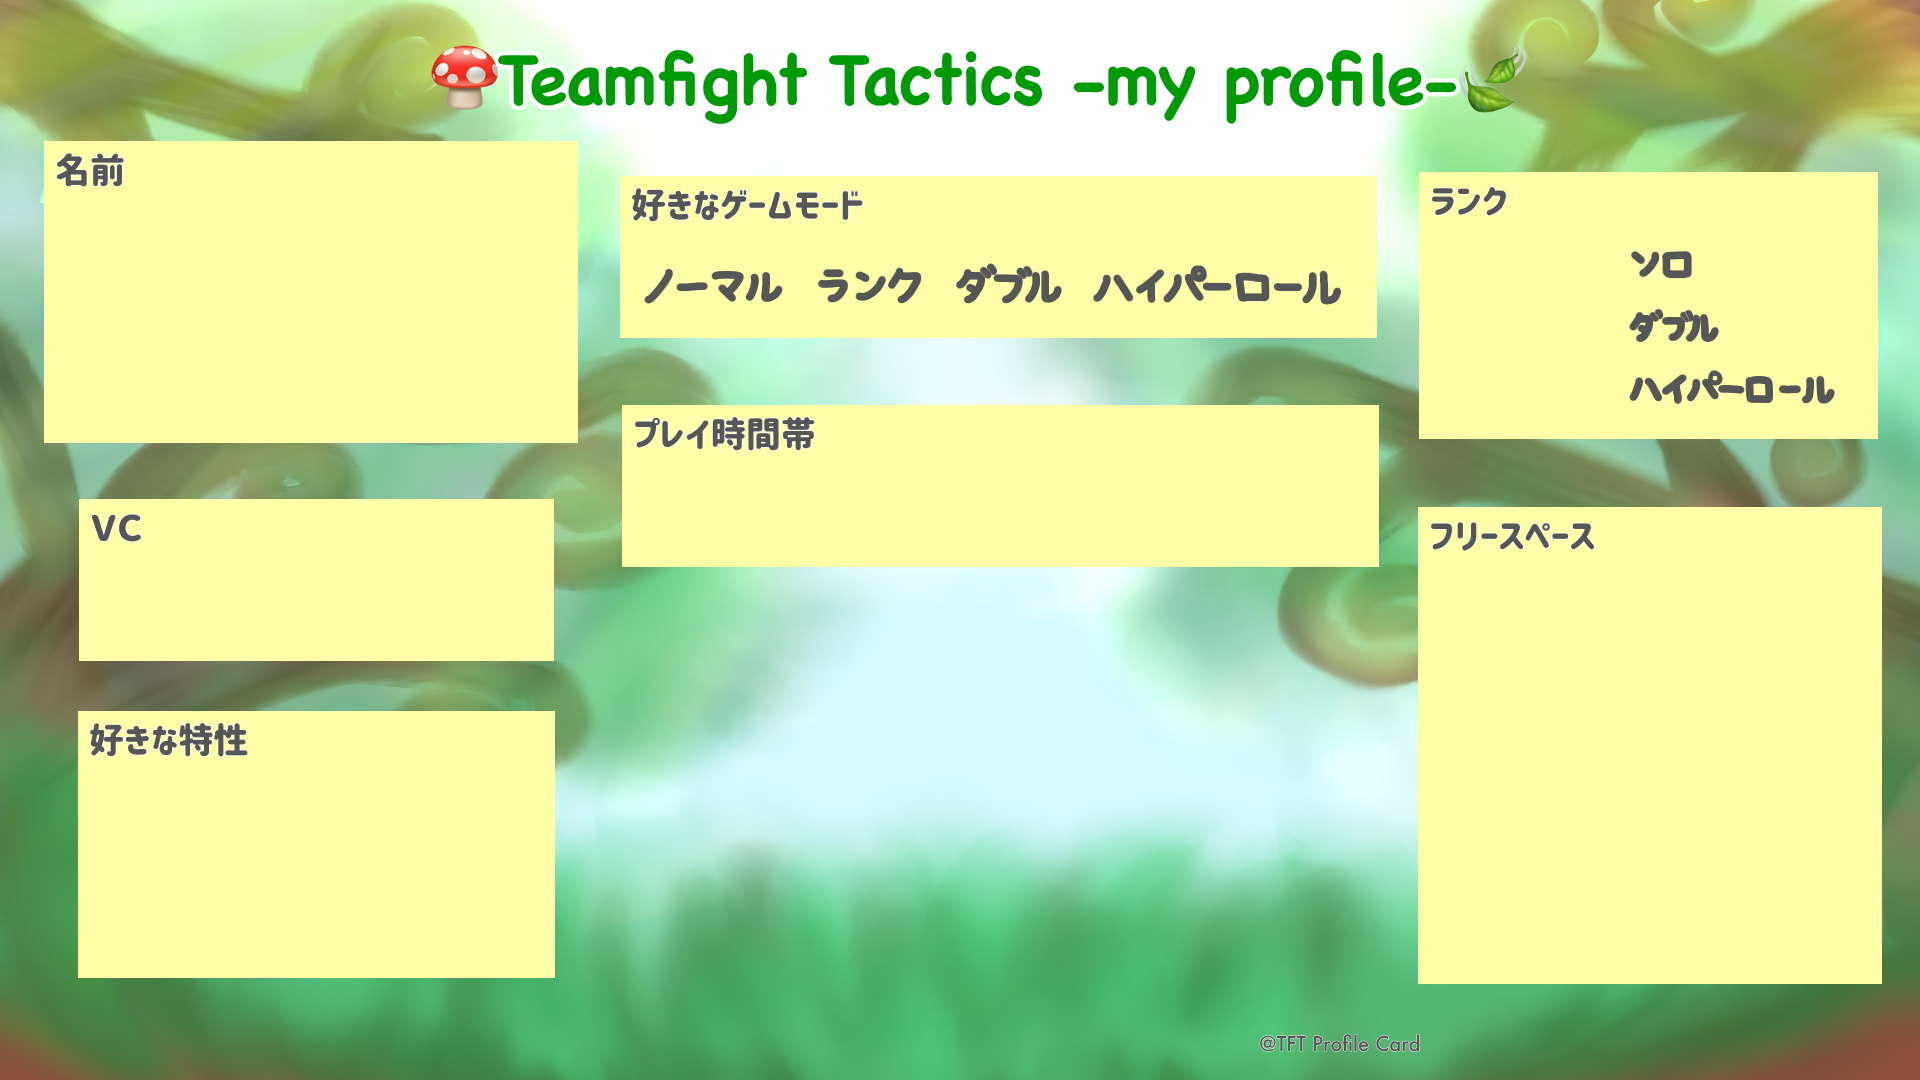 Teamfight Tactics -my profile-
名前
好きなゲームモード
ノーマル ランク ダブル ハイパーロール
ランク
ソロ
ダブル
ハイパーロール
プレイ時間帯
VC
フリースペース
好きな特性
@TFT Profile Card